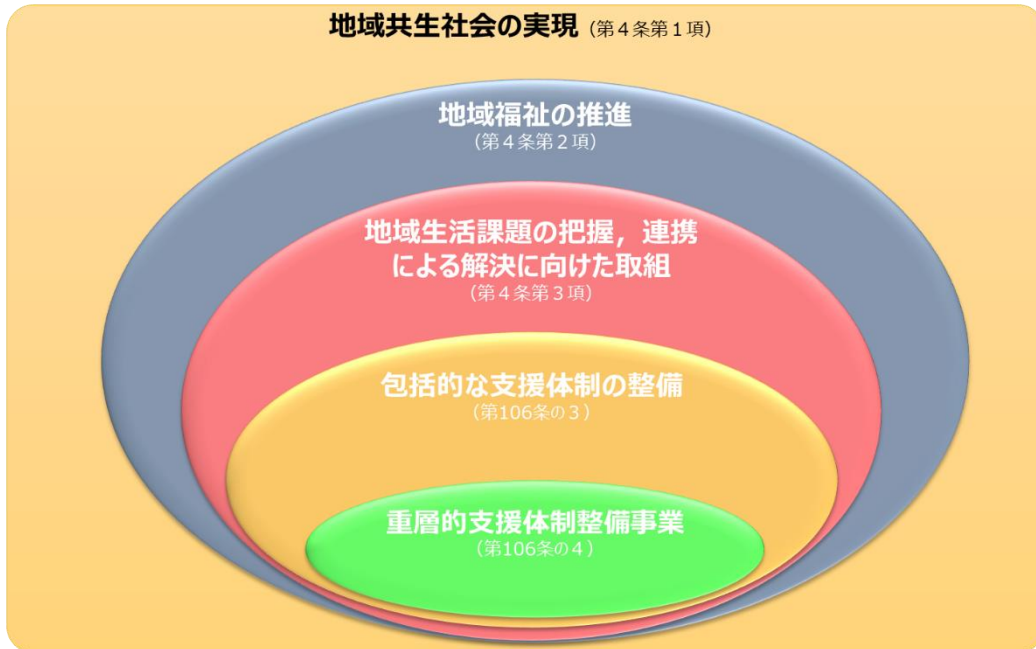 地域共生社会の実現 (第４条第１項)
地域福祉の推進
(第４条第２項)
地域生活課題の把握，連携
による解決に向けた取組
(第４条第３項)
包括的な支援体制の整備
(第106条の３)
重層的支援体制整備事業
(第106条の４)